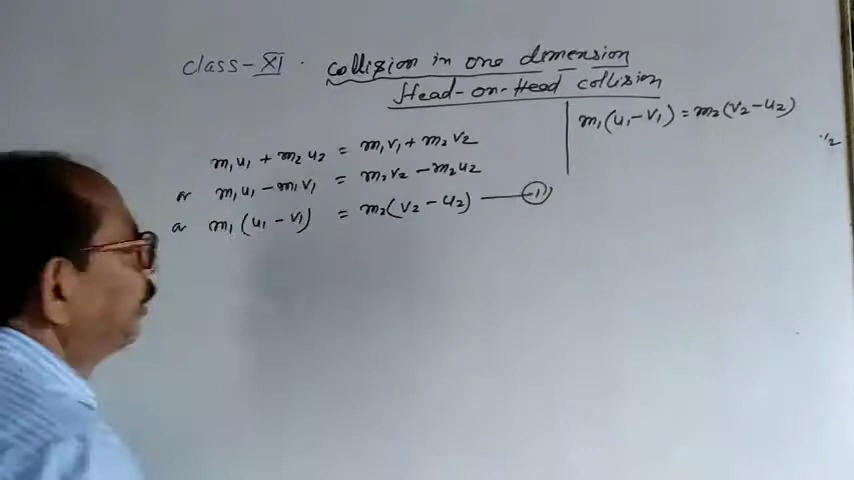 class-XI. collision in one dimension
Head-on-Head collision
m₁u₁ + m₂u₂ = m₁v₁ + m₂v₂
or m₁u₁ - m₁v₁ = m₂v₂ - m₂u₂
or m₁(u₁ - v₁) = m₂(v₂ - u₂) — (1)
m₁(u₁ - v₁) = m₂(v₂ - u₂)